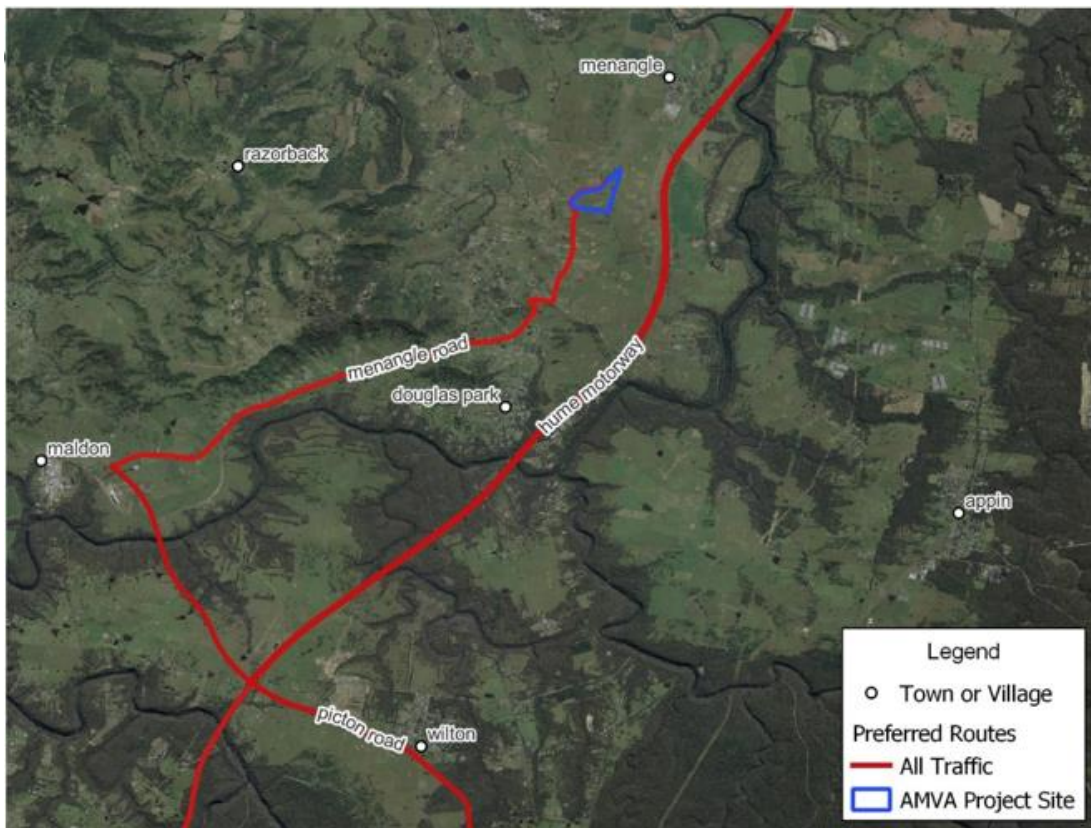 menangle
razorback
menangle road
hume motorway
douglas park
maldon
appin
picton road
wilton
Legend
Town or Village
Preferred Routes
All Traffic
AMVA Project Site